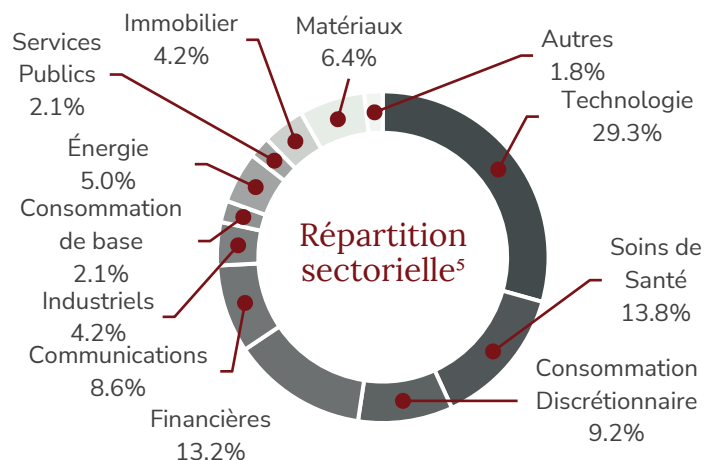 Immobilier
4.2%
Matériaux
6.4%
Autres
1.8%
Technologie
29.3%
Services
Publics
2.1%
Énergie
5.0%
Consommation
de base
2.1%
Industriels
4.2%
Communications
8.6%
Financières
13.2%
Répartition
sectorielle⁵
Soins de
Santé
13.8%
Consommation
Discrétionnaire
9.2%